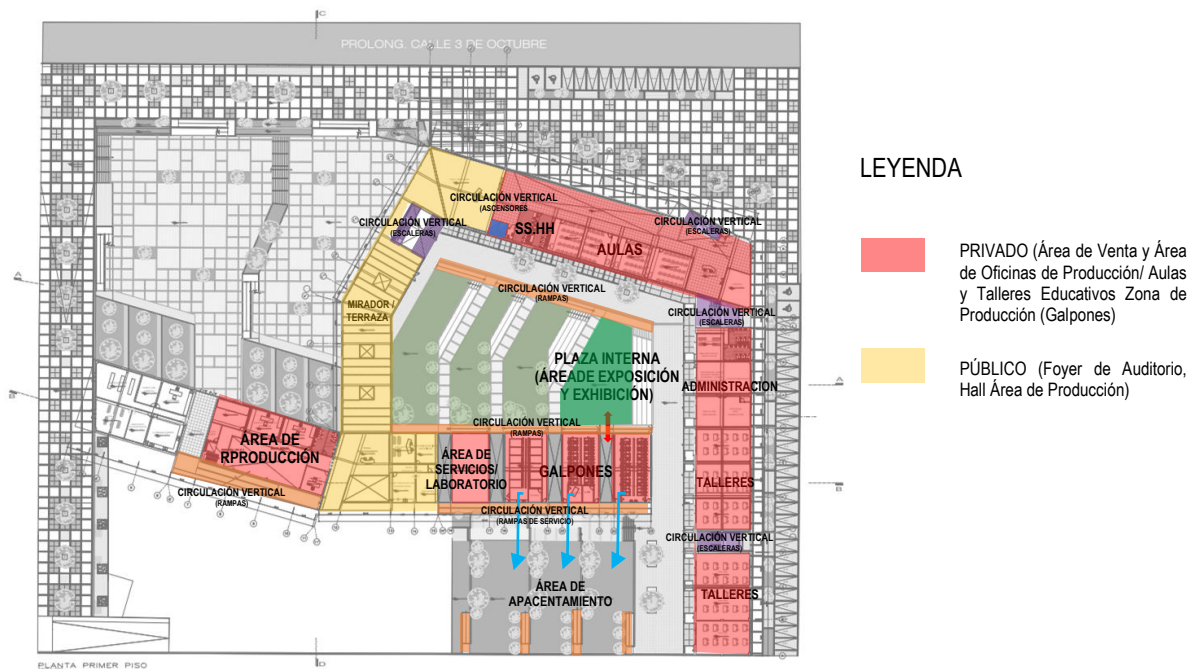 C
PROLONG. CALLE 3 DE OCTUBRE
CIRCULACIÓN VERTICAL
(ASCENSORES
CIRCULACIÓN VERTICAL
(ESCALERAS)
SS.HH
AULAS
CIRCULACIÓN VERTICAL
(ESCALERAS)
CIRCULACIÓN VERTICAL
(RAMPAS)
MIRADOR /
TERRAZA
CIRCULACIÓN VERTICAL
(ESCALERAS)
PLAZA INTERNA
(ÁREADE EXPOSICIÓN
Y EXHIBICIÓN)
ADMINISTRACION
A
A
B
CIRCULACIÓN VERTICAL
(RAMPAS)
ÁREA DE
RPRODUCCIÓN
ÁREA DE
SERVICIOS/
LABORATORIO
GALPONES
TALLERES
B
CIRCULACIÓN VERTICAL
(RAMPAS)
CIRCULACIÓN VERTICAL
(RAMPAS DE SERVICIO)
CIRCULACIÓN VERTICAL
(ESCALERAS)
ÁREA DE
APACENTAMIENTO
TALLERES
PLANTA PRIMER PISO
D
LEYENDA
PRIVADO (Área de Venta y Área
de Oficinas de Producción/ Aulas
y Talleres Educativos Zona de
Producción (Galpones)
PÚBLICO (Foyer de Auditorio,
Hall Área de Producción)